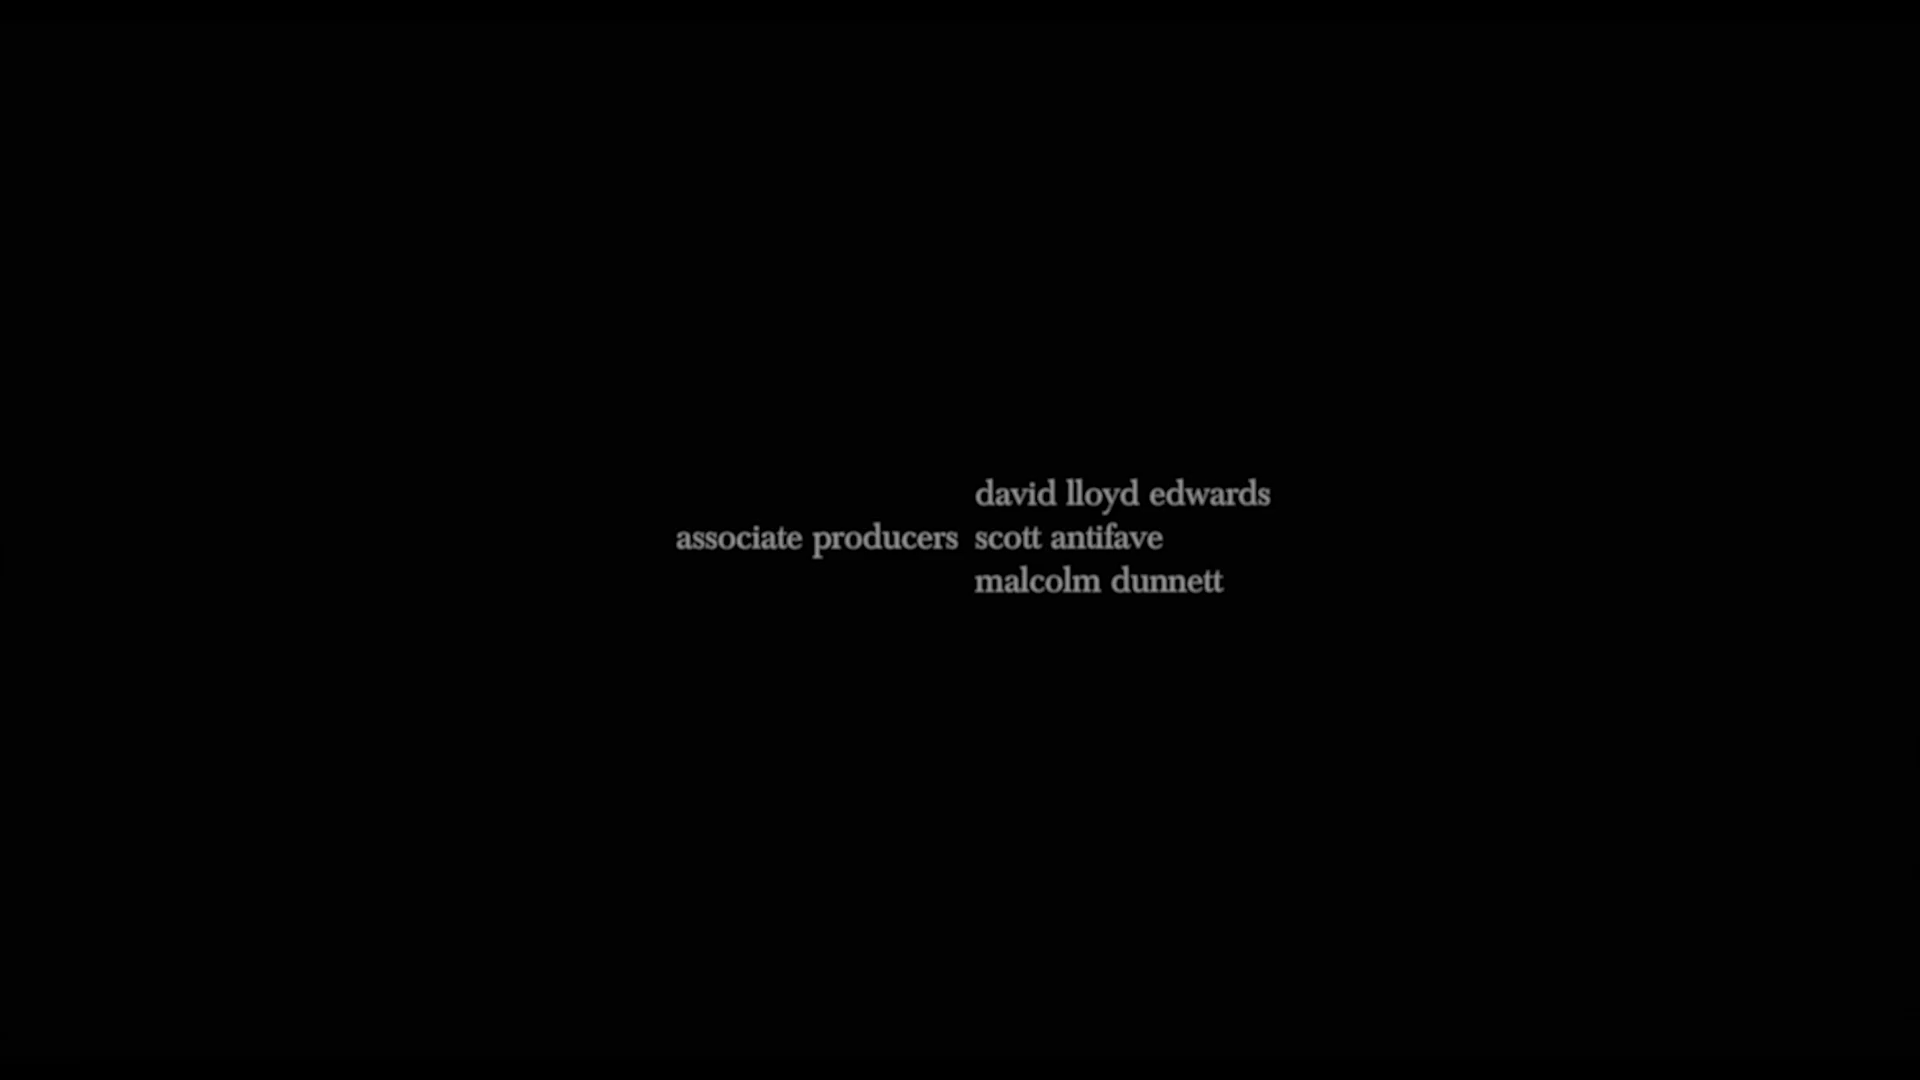 david lloyd edwards
associate producers scott antifave
malcolm dunnett